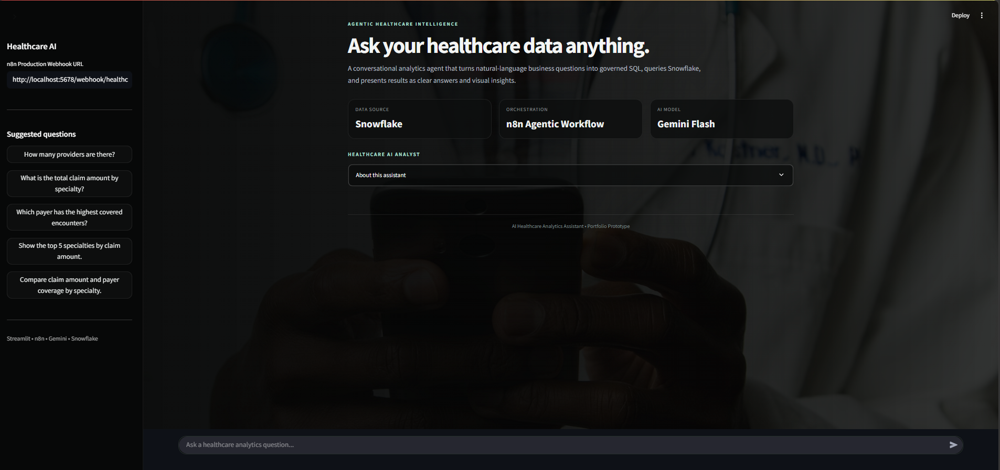 Healthcare AI
n8n Production Webhook URL
http://localhost:5678/webhook/healthc
Suggested questions
How many providers are there?
What is the total claim amount by
specialty?
Which payer has the highest covered
encounters?
Show the top 5 specialties by claim
amount.
Compare claim amount and payer
coverage by specialty.
Streamlit • n8n • Gemini • Snowflake
Deploy
AGENTIC HEALTHCARE INTELLIGENCE
Ask your healthcare data anything.
A conversational analytics agent that turns natural-language business questions into governed SQL, queries Snowflake,
and presents results as clear answers and visual insights.
DATA SOURCE
Snowflake
ORCHESTRATION
n8n Agentic Workflow
AI MODEL
Gemini Flash
HEALTHCARE AI ANALYST
About this assistant
AI Healthcare Analytics Assistant • Portfolio Prototype
M.D.
Ask a healthcare analytics question...